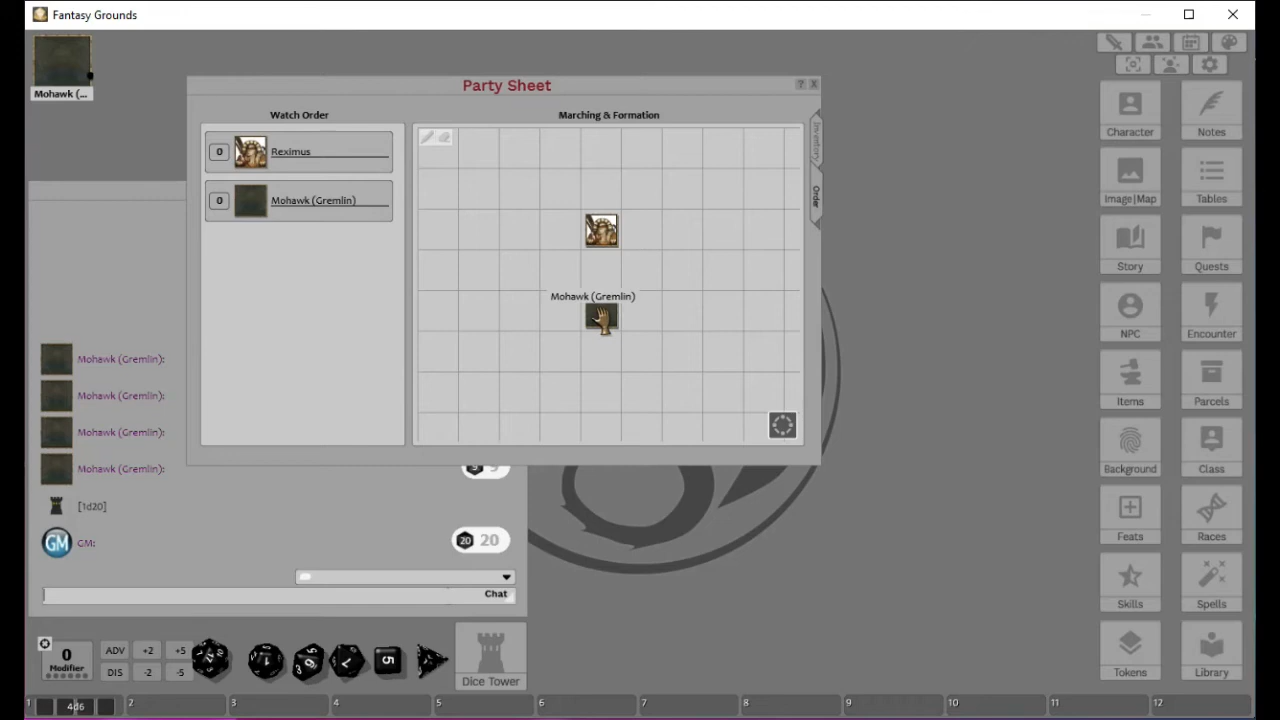 Fantasy Grounds
Mohawk (...
Party Sheet
? x
Watch Order
Marching & Formation
0 Reximus
0 Mohawk (Gremlin)
Mohawk (Gremlin)
Inventory
Order
Mohawk (Gremlin):
Mohawk (Gremlin):
Mohawk (Gremlin):
Mohawk (Gremlin):
9
[1d20]
GM GM:
20 20
Chat
0
Modifier
ADV +2 +5
DIS -2 -5
Dice Tower
1 4d6 2 3 4 5 6 7 8 9 10 11 12
Character Notes
Image|Map Tables
Story Quests
NPC Encounter
Items Parcels
Background Class
Feats Races
Skills Spells
Tokens Library